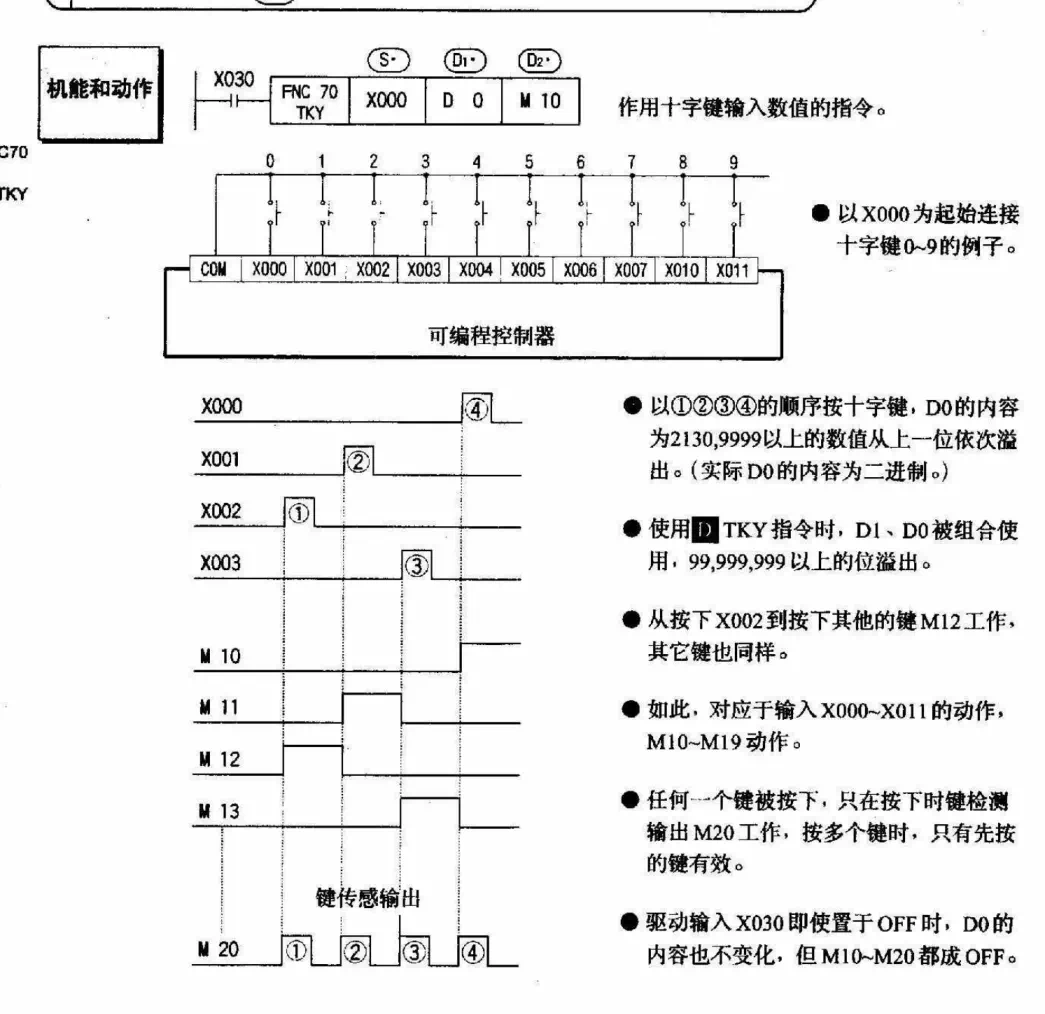 机能和动作
S· D1· D2·
X030
FNC 70 TKY X000 D 0 M 10
作用十字键输入数值的指令。
C70
TKY
0 1 2 3 4 5 6 7 8 9
COM X000 X001 X002 X003 X004 X005 X006 X007 X010 X011
可编程控制器
●以X000为起始连接
十字键0~9的例子。
X000 ④
X001 ②
X002 ①
X003 ③
M 10
M 11
M 12
M 13
键传感输出
M 20 ① ② ③ ④
●以①②③④的顺序按十字键，D0的内容
为2130,9999以上的数值从上一位依次溢
出。(实际D0的内容为二进制。)
●使用D TKY指令时，D1、D0被组合使
用，99,999,999以上的位溢出。
●从按下X002到按下其他的键M12工作，
其它键也同样。
●如此，对应于输入X000~X011的动作，
M10~M19动作。
●任何一个键被按下，只在按下时键检测
输出M20工作，按多个键时，只有先按
的键有效。
●驱动输入X030即使置于OFF时，D0的
内容也不变化，但M10~M20都成OFF。